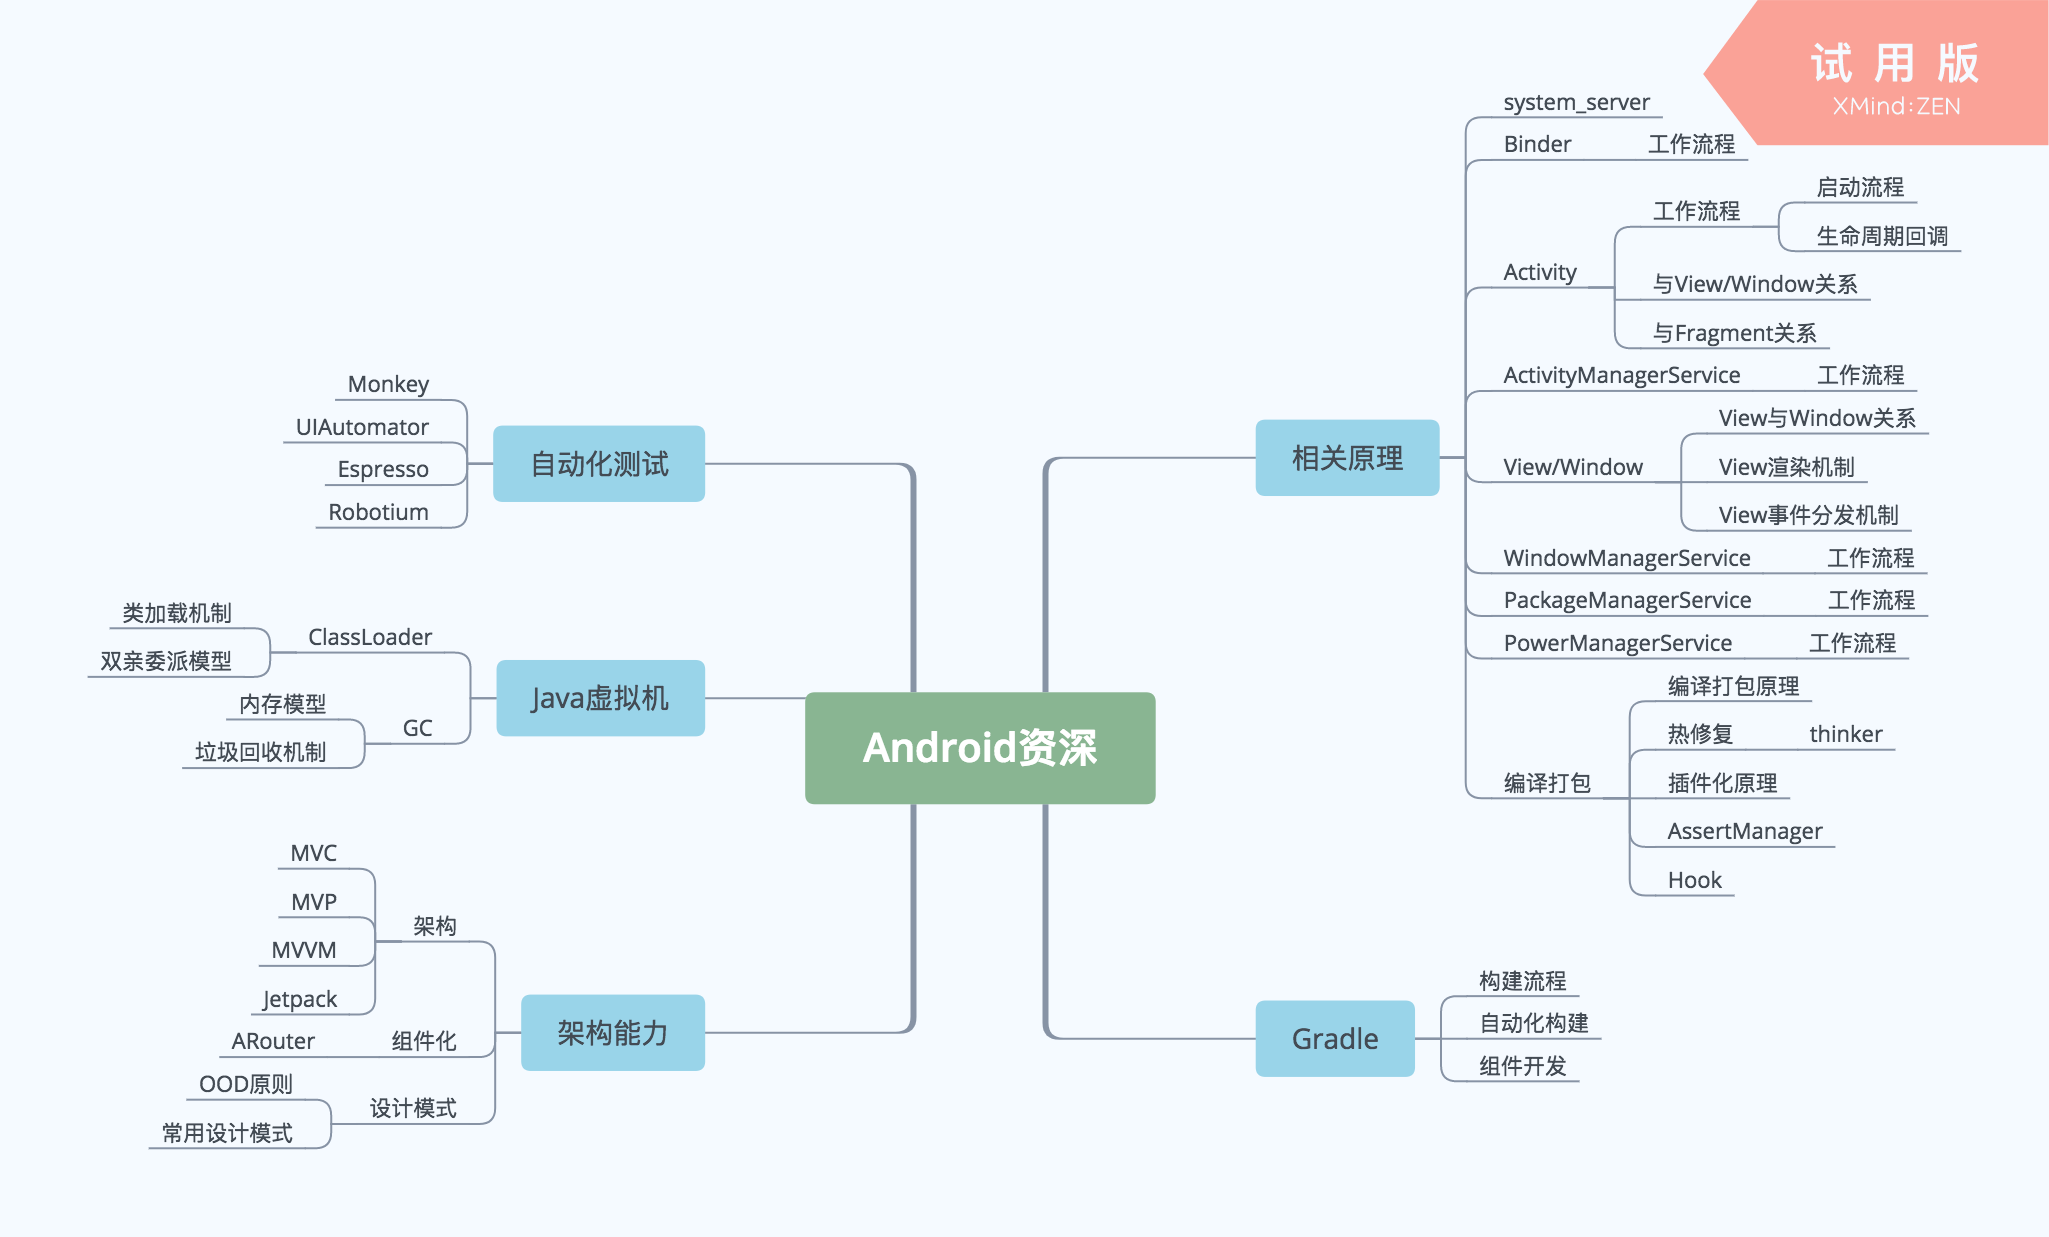 试 用 版
XMind:ZEN
Android资深
相关原理
system_server
Binder
工作流程
Activity
工作流程
启动流程
生命周期回调
与View/Window关系
与Fragment关系
ActivityManagerService
工作流程
View/Window
View与Window关系
View渲染机制
View事件分发机制
WindowManagerService
工作流程
PackageManagerService
工作流程
PowerManagerService
工作流程
编译打包
编译打包原理
热修复
thinker
插件化原理
AssertManager
Hook
Gradle
构建流程
自动化构建
组件开发
自动化测试
Monkey
UIAutomator
Espresso
Robotium
Java虚拟机
ClassLoader
类加载机制
双亲委派模型
GC
内存模型
垃圾回收机制
架构能力
架构
MVC
MVP
MVVM
Jetpack
组件化
ARouter
设计模式
OOD原则
常用设计模式